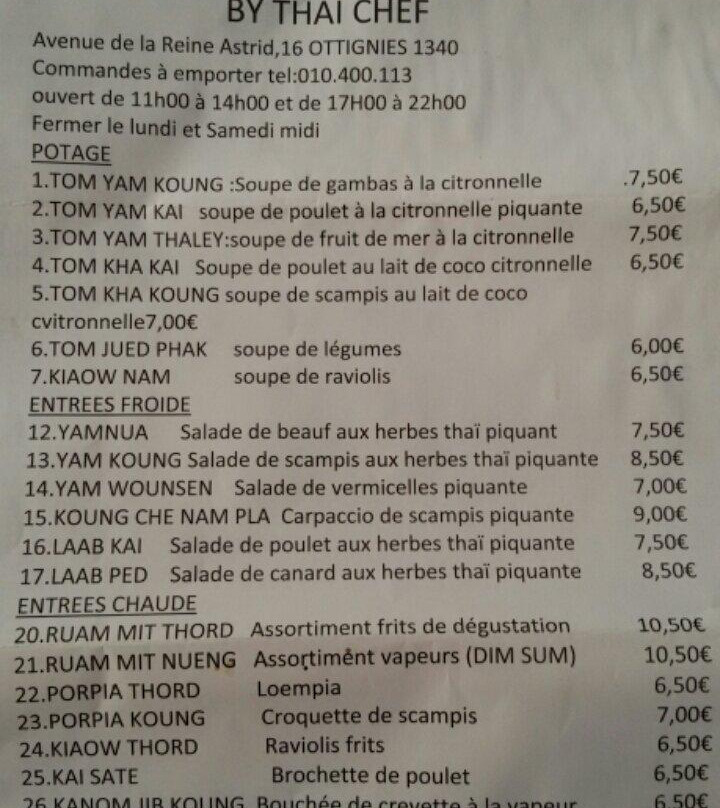 BY THAI CHEF
Avenue de la Reine Astrid,16 OTTIGNIES 1340
Commandes à emporter tel:010.400.113
ouvert de 11h00 à 14h00 et de 17H00 à 22h00
Fermer le lundi et Samedi midi
POTAGE
1.TOM YAM KOUNG :Soupe de gambas à la citronnelle .7,50€
2.TOM YAM KAI soupe de poulet à la citronnelle piquante 6,50€
3.TOM YAM THALEY:soupe de fruit de mer à la citronnelle 7,50€
4.TOM KHA KAI Soupe de poulet au lait de coco citronnelle 6,50€
5.TOM KHA KOUNG soupe de scampis au lait de coco
cvitronnelle7,00€
6.TOM JUED PHAK soupe de légumes 6,00€
7.KIAOW NAM soupe de raviolis 6,50€
ENTREES FROIDE
12.YAMNUA Salade de beauf aux herbes thaï piquant 7,50€
13.YAM KOUNG Salade de scampis aux herbes thaï piquante 8,50€
14.YAM WOUNSEN Salade de vermicelles piquante 7,00€
15.KOUNG CHE NAM PLA Carpaccio de scampis piquante 9,00€
16.LAAB KAI Salade de poulet aux herbes thaï piquante 7,50€
17.LAAB PED Salade de canard aux herbes thaï piquante 8,50€
ENTREES CHAUDE
20.RUAM MIT THORD Assortiment frits de dégustation 10,50€
21.RUAM MIT NUENG Assortiment vapeurs (DIM SUM) 10,50€
22.PORPIA THORD Loempia 6,50€
23.PORPIA KOUNG Croquette de scampis 7,00€
24.KIAOW THORD Raviolis frits 6,50€
25.KAI SATE Brochette de poulet 6,50€
26.KANOM JIB KOUNG Bouchée de crevette à la vapeur 6,50€